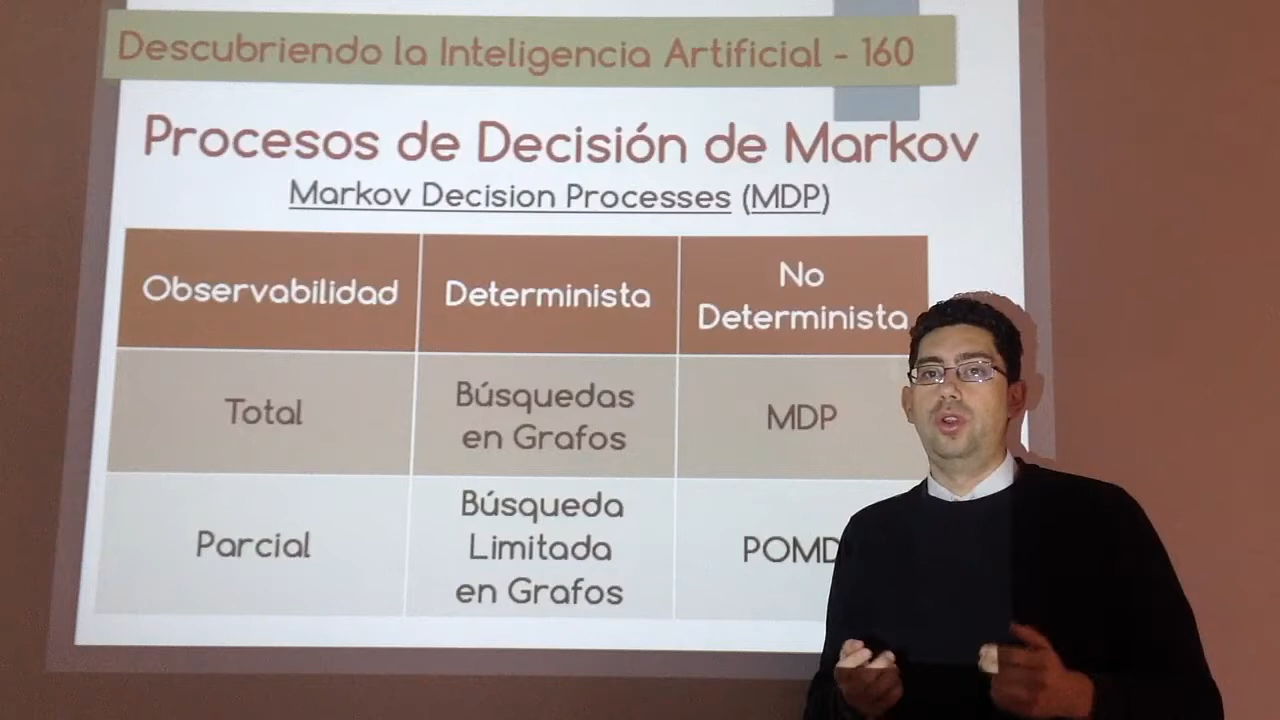 Descubriendo la Inteligencia Artificial - 160
Procesos de Decisión de Markov
Markov Decision Processes (MDP)
Observabilidad
Determinista
No
Determinista
Total
Búsquedas
en Grafos
MDP
Parcial
Búsqueda
Limitada
en Grafos